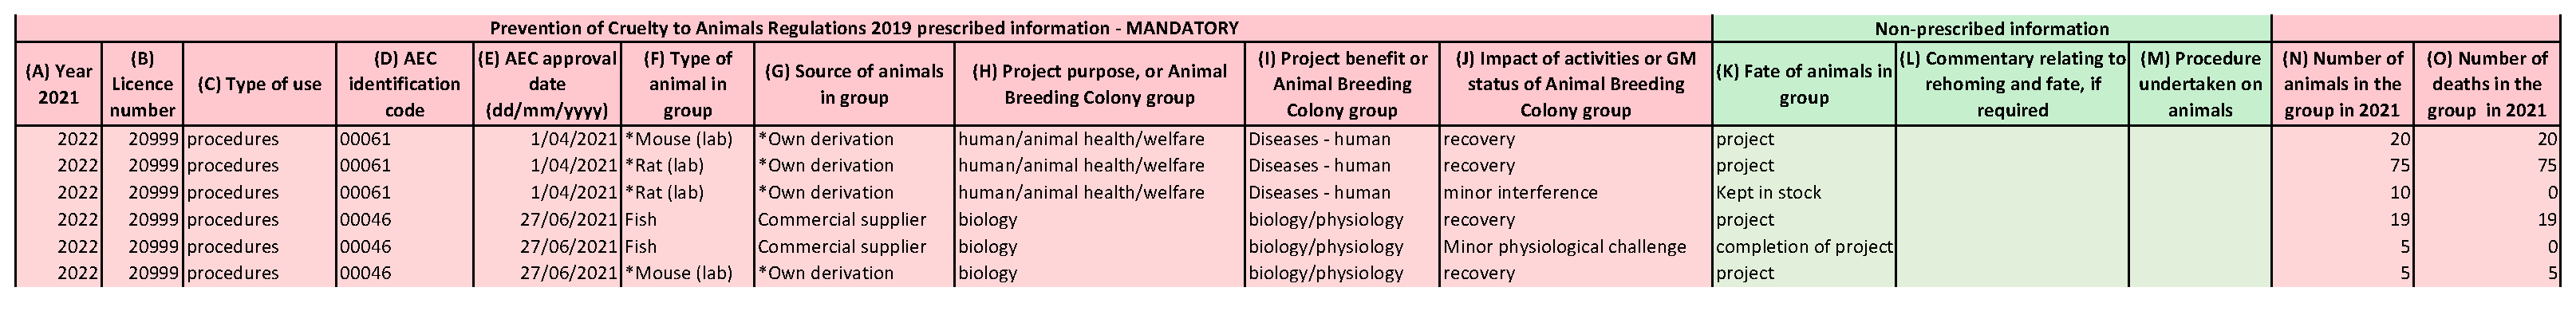 Prevention of Cruelty to Animals Regulations 2019 prescribed information - MANDATORY Non-prescribed information
(A) Year 2021 (B) Licence number (C) Type of use (D) AEC identification code (E) AEC approval date (dd/mm/yyyy) (F) Type of animal in group (G) Source of animals in group (H) Project purpose, or Animal Breeding Colony group (I) Project benefit or Animal Breeding Colony group (J) Impact of activities or GM status of Animal Breeding Colony group (K) Fate of animals in group (L) Commentary relating to rehoming and fate, if required (M) Procedure undertaken on animals (N) Number of animals in the group in 2021 (O) Number of deaths in the group in 2021
2022 20999 procedures 00061 1/04/2021 *Mouse (lab) *Own derivation human/animal health/welfare Diseases - human recovery project 20 20
2022 20999 procedures 00061 1/04/2021 *Rat (lab) *Own derivation human/animal health/welfare Diseases - human recovery project 75 75
2022 20999 procedures 00061 1/04/2021 *Rat (lab) *Own derivation human/animal health/welfare Diseases - human minor interference Kept in stock 10 0
2022 20999 procedures 00046 27/06/2021 Fish Commercial supplier biology biology/physiology recovery project 19 19
2022 20999 procedures 00046 27/06/2021 Fish Commercial supplier biology biology/physiology Minor physiological challenge completion of project 5 0
2022 20999 procedures 00046 27/06/2021 *Mouse (lab) *Own derivation biology biology/physiology recovery project 5 5